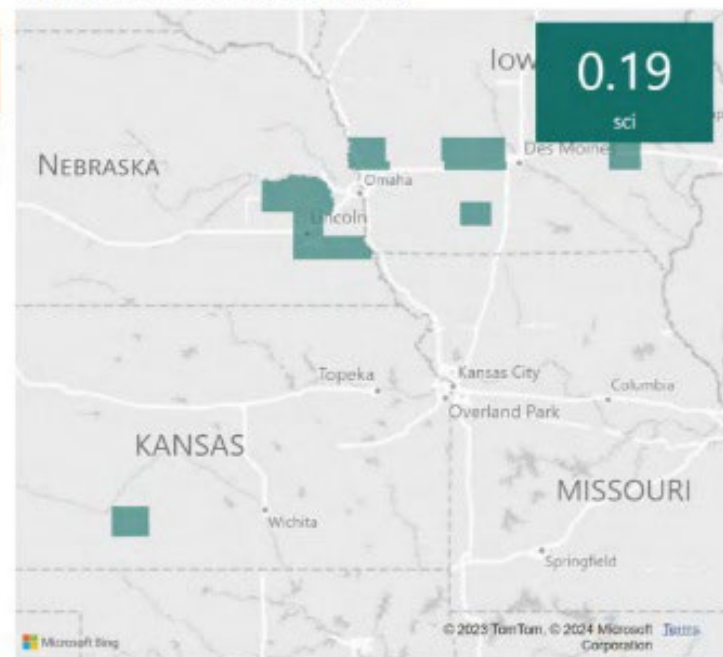 Iow
0.19
sci
Des Moines
NEBRASKA
Omaha
Lincoln
Topeka
Kansas City
Columbia
Overland Park
KANSAS
MISSOURI
Wichita
Springfield
Microsoft Bing
© 2023 TomTom, © 2024 Microsoft Terms
Corporation